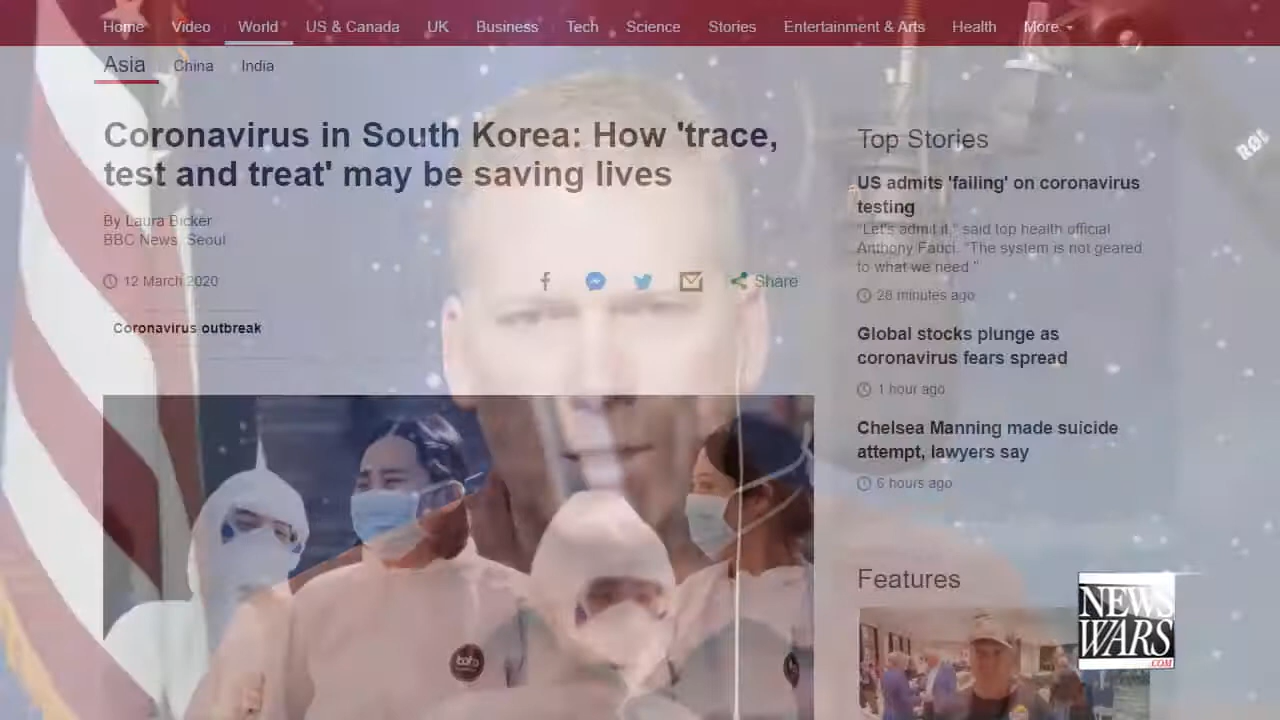 Home Video World US & Canada UK Business Tech Science Stories Entertainment & Arts Health More
Asia China India
Coronavirus in South Korea: How 'trace,
test and treat' may be saving lives
By Laura Bicker
BBC News, Seoul
12 March 2020
Share
Coronavirus outbreak
Top Stories
US admits 'failing' on coronavirus
testing
"Let's admit it," said top health official
Anthony Fauci. "The system is not geared
to what we need."
28 minutes ago
Global stocks plunge as
coronavirus fears spread
1 hour ago
Chelsea Manning made suicide
attempt, lawyers say
6 hours ago
Features
NEWS
WARS
.COM